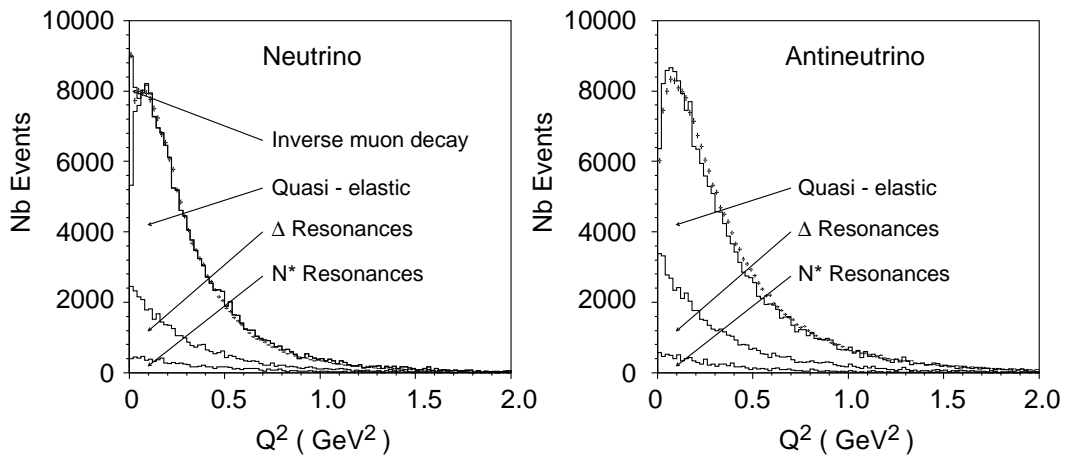 Neutrino
Nb Events
10000
8000
6000
4000
2000
0
Inverse muon decay
Quasi - elastic
Δ Resonances
N* Resonances
0 0.5 1.0 1.5 2.0
Q² ( GeV² )
Antineutrino
Nb Events
10000
8000
6000
4000
2000
0
Quasi - elastic
Δ Resonances
N* Resonances
0 0.5 1.0 1.5 2.0
Q² ( GeV² )